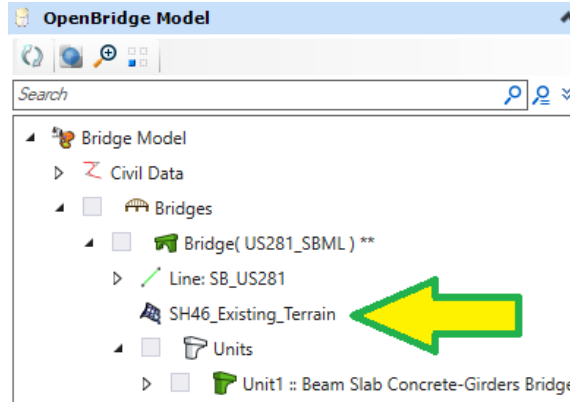 OpenBridge Model
Search
Bridge Model
Civil Data
Bridges
Bridge( US281_SBML ) **
Line: SB_US281
SH46_Existing_Terrain
Units
Unit1 :: Beam Slab Concrete-Girders Bridge